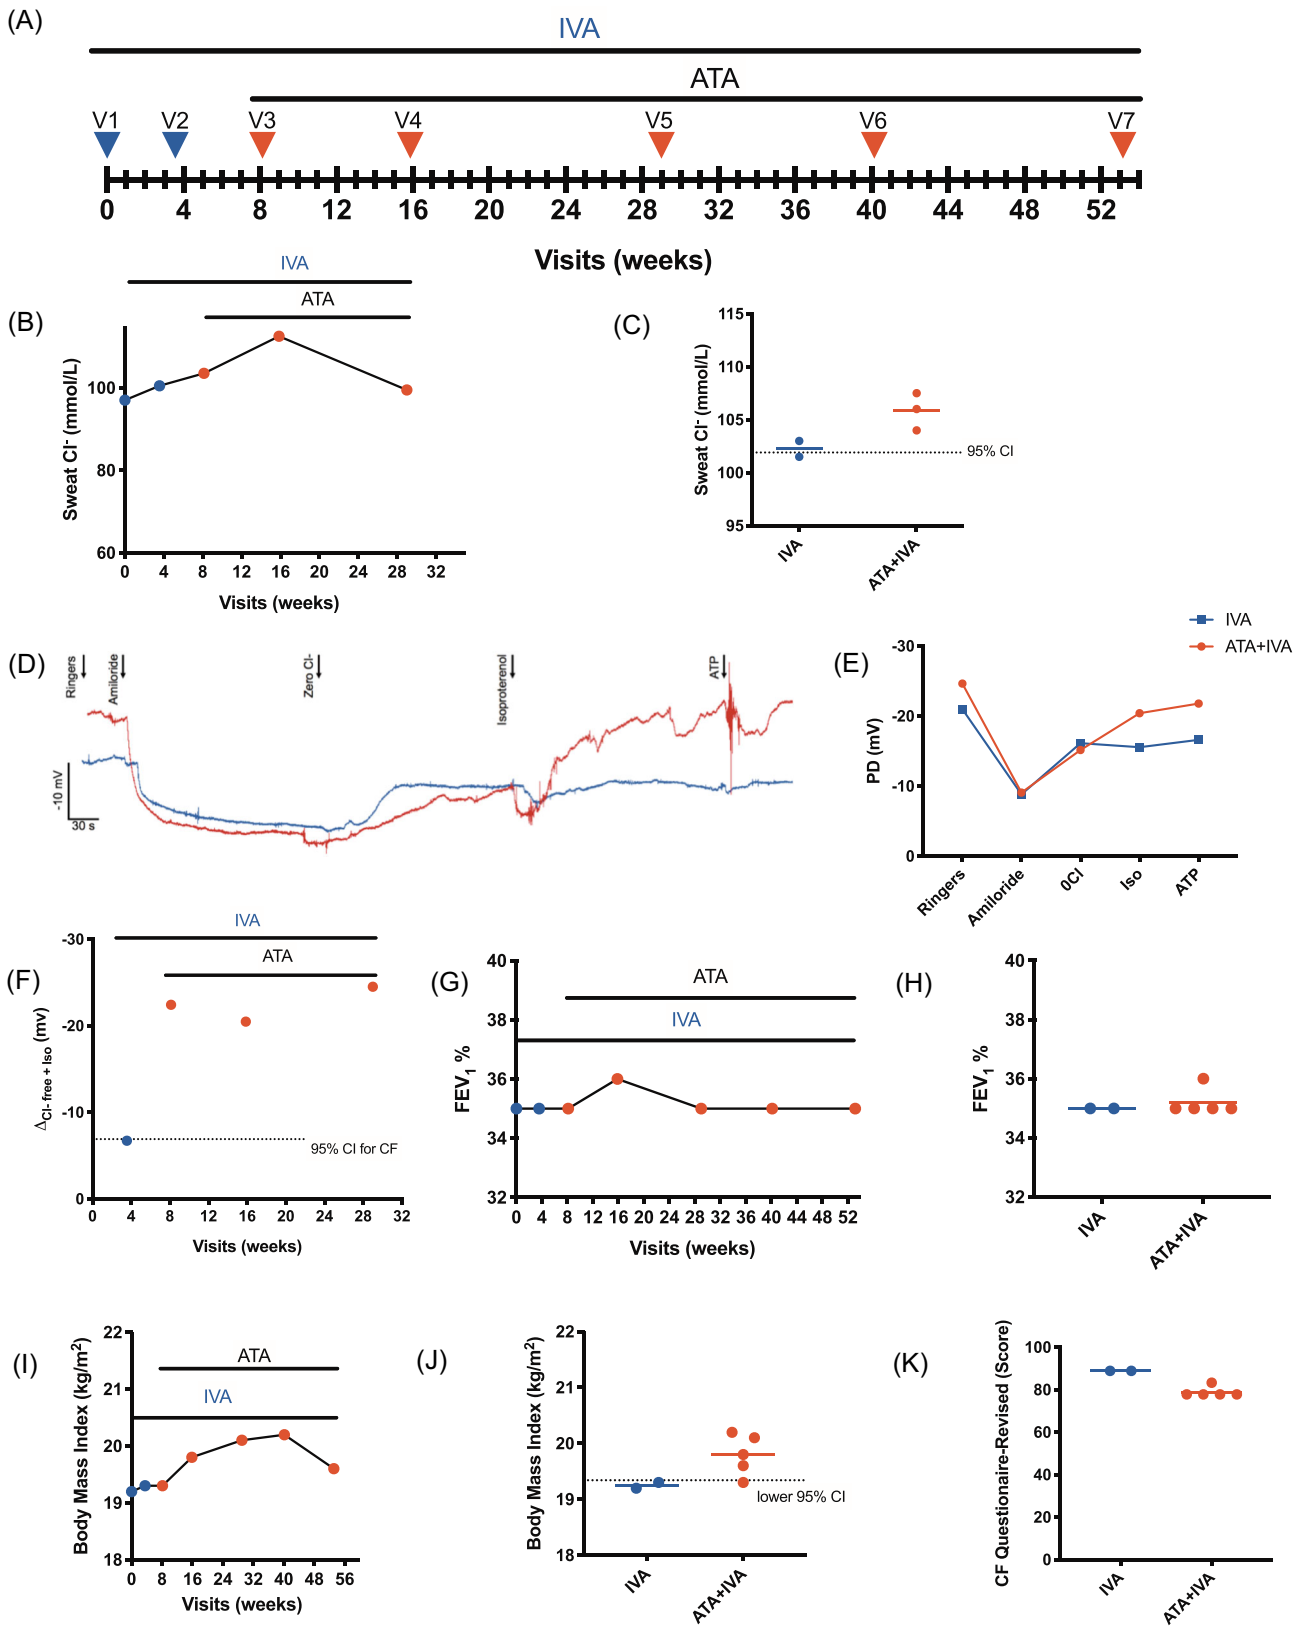 (A)
IVA
ATA
V1 V2 V3 V4 V5 V6 V7
0 4 8 12 16 20 24 28 32 36 40 44 48 52
Visits (weeks)
(B)
IVA
ATA
Sweat Cl- (mmol/L)
100
80
60
0 4 8 12 16 20 24 28 32
Visits (weeks)
(C)
Sweat Cl- (mmol/L)
115
110
105
100
95
95% CI
IVA
ATA+IVA
(D)
Ringers
Amiloride
Zero Cl-
Isoproterenol
ATP
-10 mV
30 s
(E)
IVA
ATA+IVA
PD (mV)
-30
-20
-10
0
Ringers
Amiloride
0Cl
Iso
ATP
(F)
IVA
ATA
ΔCl- free + Iso (mv)
-30
-20
-10
0
95% CI for CF
0 4 8 12 16 20 24 28 32
Visits (weeks)
(G)
ATA
IVA
FEV1 %
40
38
36
34
32
0 4 8 12 16 20 24 28 32 36 40 44 48 52
Visits (weeks)
(H)
FEV1 %
40
38
36
34
32
IVA
ATA+IVA
(I)
ATA
IVA
Body Mass Index (kg/m2)
22
21
20
19
18
0 8 16 24 32 40 48 56
Visits (weeks)
(J)
Body Mass Index (kg/m2)
22
21
20
19
18
lower 95% CI
IVA
ATA+IVA
(K)
CF Questionaire-Revised (Score)
100
80
60
40
20
0
IVA
ATA+IVA